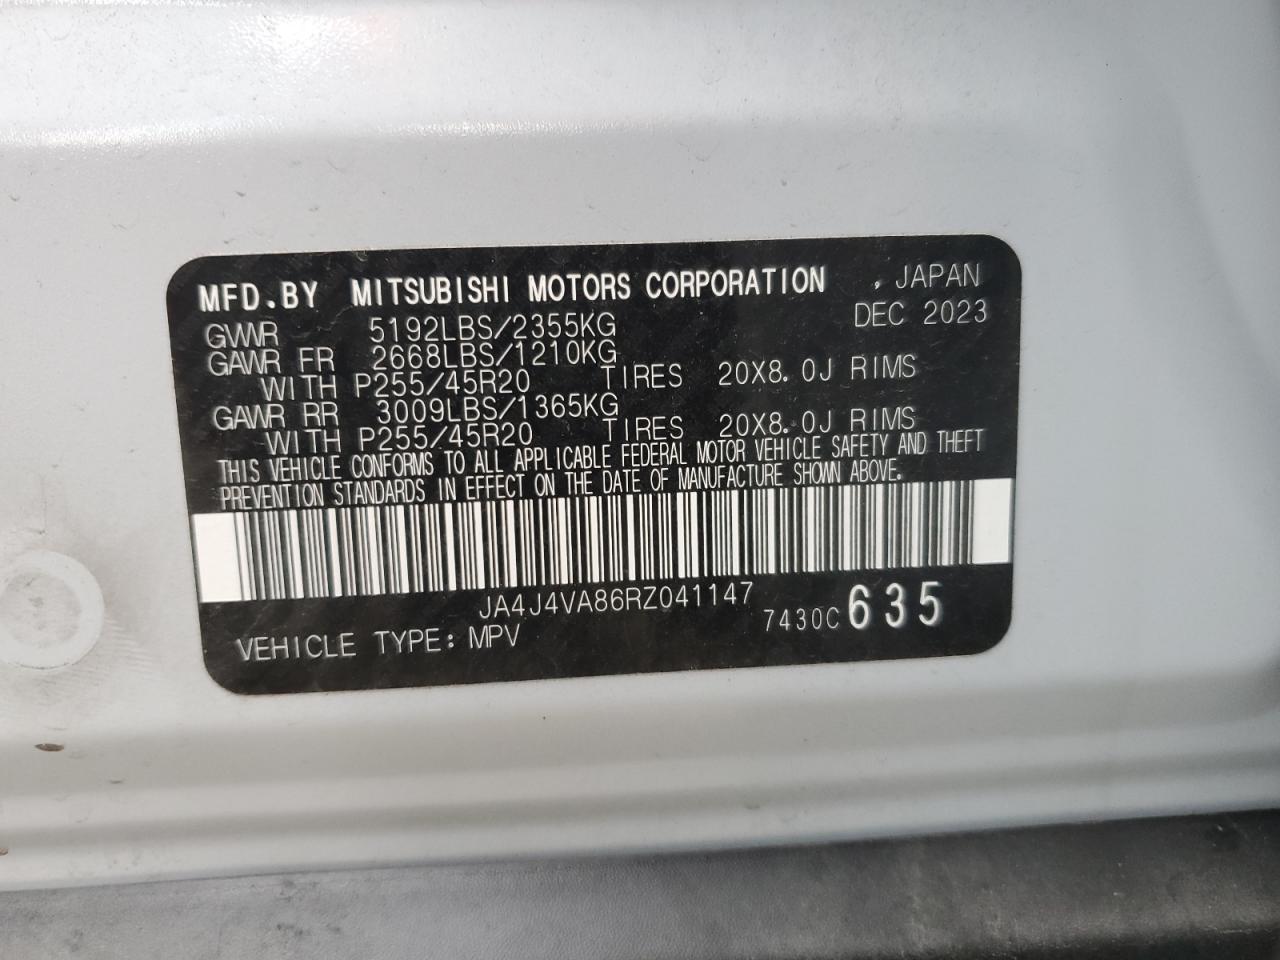 MFD.BY MITSUBISHI MOTORS CORPORATION , JAPAN
GVWR 5192LBS/2355KG DEC 2023
GAWR FR 2668LBS/1210KG
WITH P255/45R20 TIRES 20X8.0J RIMS
GAWR RR 3009LBS/1365KG
WITH P255/45R20 TIRES 20X8.0J RIMS
THIS VEHICLE CONFORMS TO ALL APPLICABLE FEDERAL MOTOR VEHICLE SAFETY AND THEFT
PREVENTION STANDARDS IN EFFECT ON THE DATE OF MANUFACTURE SHOWN ABOVE.
JA4J4VA86RZ041147
VEHICLE TYPE: MPV 7430C 635